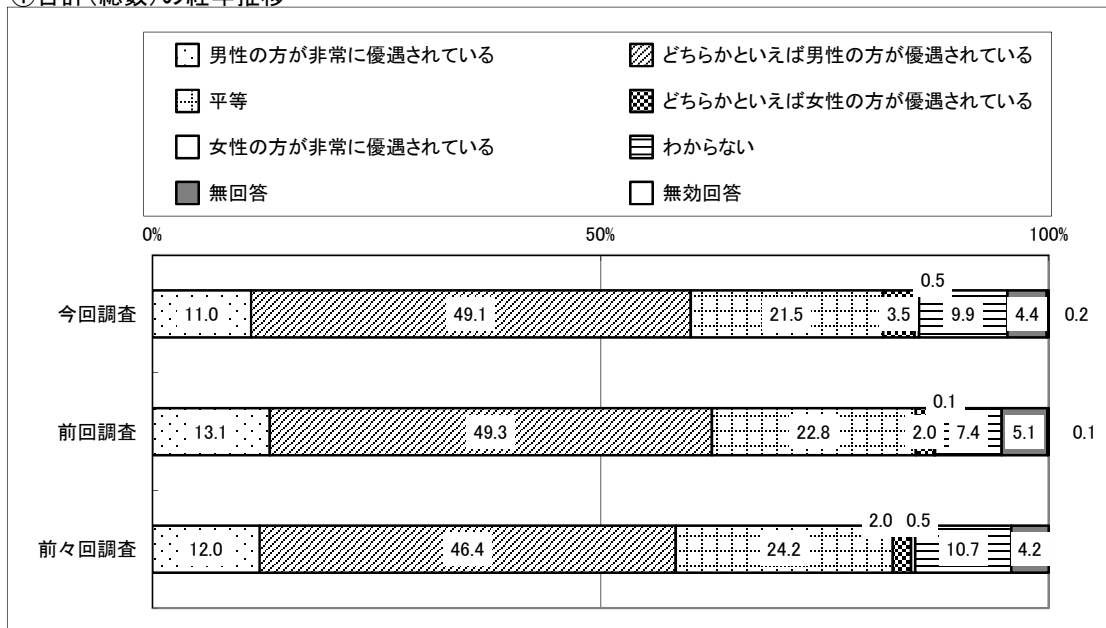 ①合計(総数)の経年推移
男性の方が非常に優遇されている どちらかといえば男性の方が優遇されている
平等 どちらかといえば女性の方が優遇されている
女性の方が非常に優遇されている わからない
無回答 無効回答
0% 50% 100%
0.5
今回調査 11.0 49.1 21.5 3.5 9.9 4.4 0.2
0.1
前回調査 13.1 49.3 22.8 2.0 7.4 5.1 0.1
2.0 0.5
前々回調査 12.0 46.4 24.2 10.7 4.2